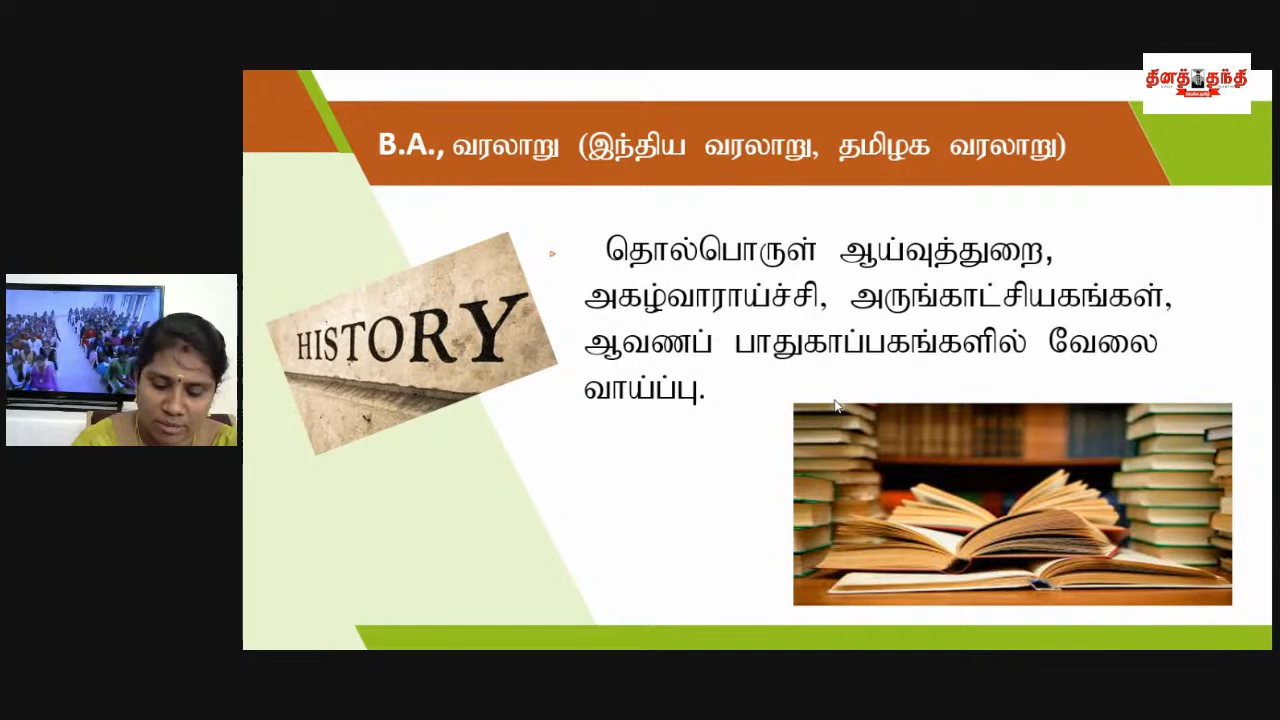 தினத்தந்தி
B.A., வரலாறு (இந்திய வரலாறு, தமிழக வரலாறு)
தொல்பொருள் ஆய்வுத்துறை,
அகழ்வாராய்ச்சி, அருங்காட்சியகங்கள்,
ஆவணப் பாதுகாப்பகங்களில் வேலை
வாய்ப்பு.
HISTORY